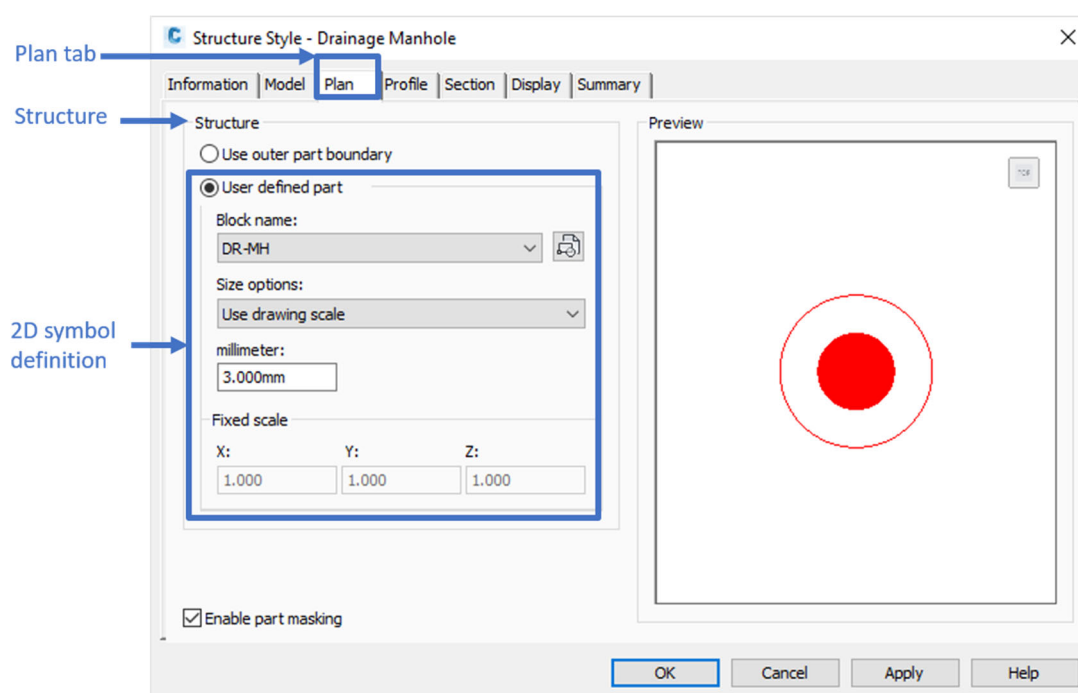 Structure Style - Drainage Manhole
Plan tab
Information Model Plan Profile Section Display Summary
Structure
Structure
Preview
Use outer part boundary
TOP
User defined part
Block name:
DR-MH
Size options:
Use drawing scale
2D symbol
definition
millimeter:
3.000mm
Fixed scale
X: Y: Z:
1.000 1.000 1.000
Enable part masking
OK Cancel Apply Help